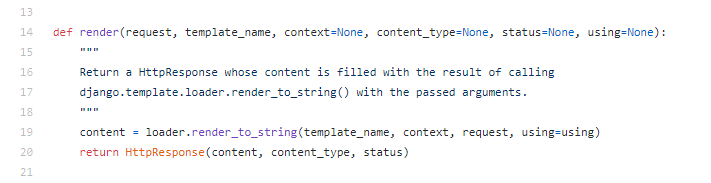 13
14 def render(request, template_name, context=None, content_type=None, status=None, using=None):
15     """
16     Return a HttpResponse whose content is filled with the result of calling
17     django.template.loader.render_to_string() with the passed arguments.
18     """
19     content = loader.render_to_string(template_name, context, request, using=using)
20     return HttpResponse(content, content_type, status)
21